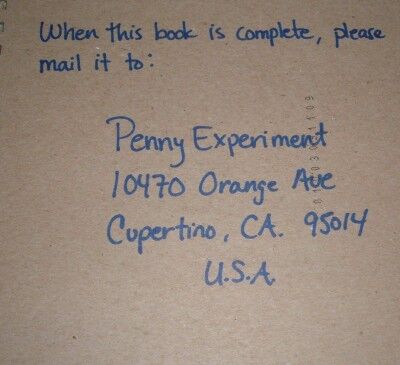 When this book is complete, please
mail it to:
Penny Experiment
10470 Orange Ave
Cupertino, CA. 95014
U.S.A.